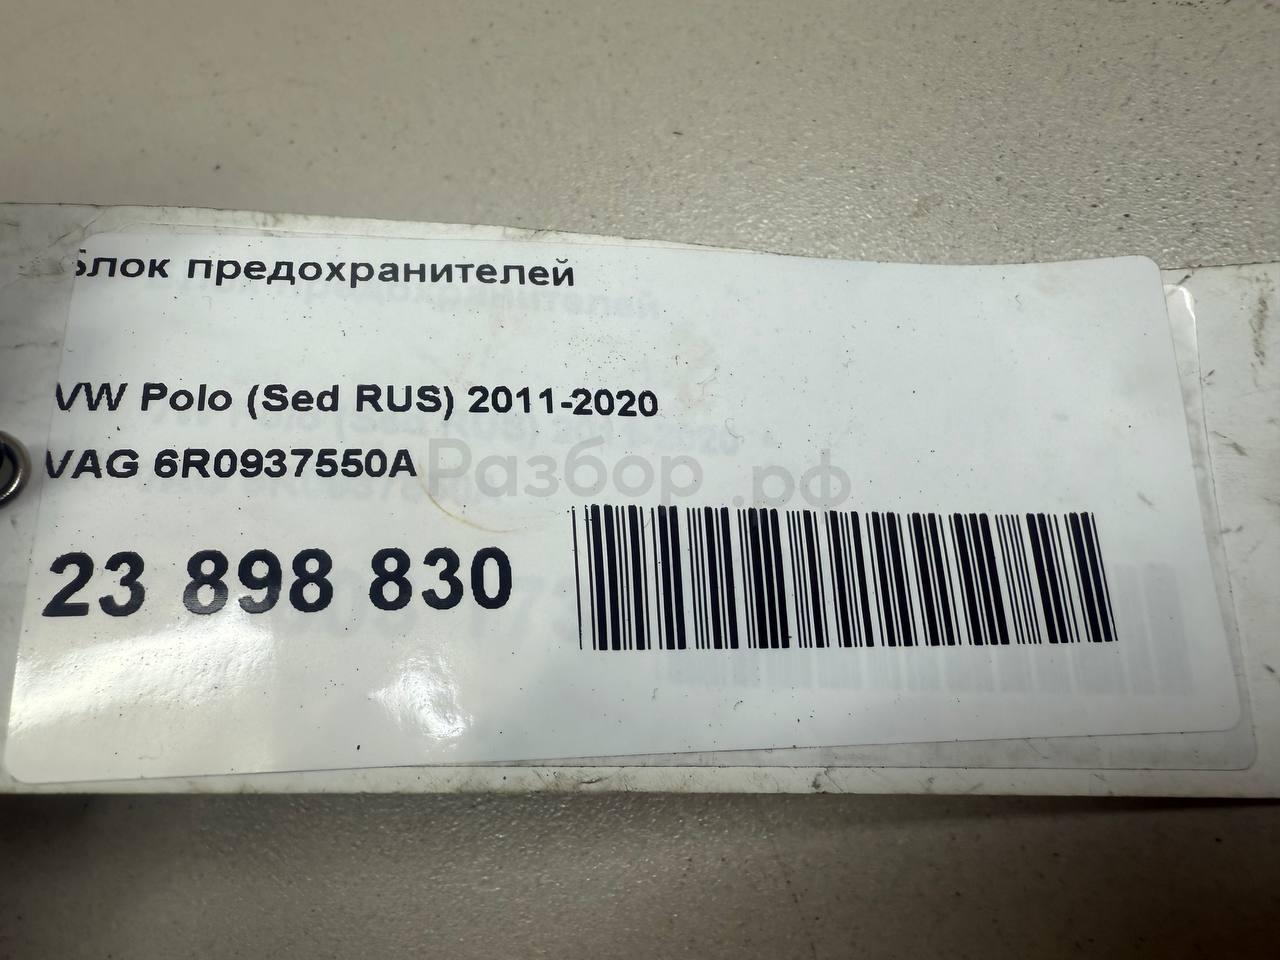 Блок предохранителей
VW Polo (Sed RUS) 2011-2020
VAG 6R0937550A
Разбор.рф
23 898 830